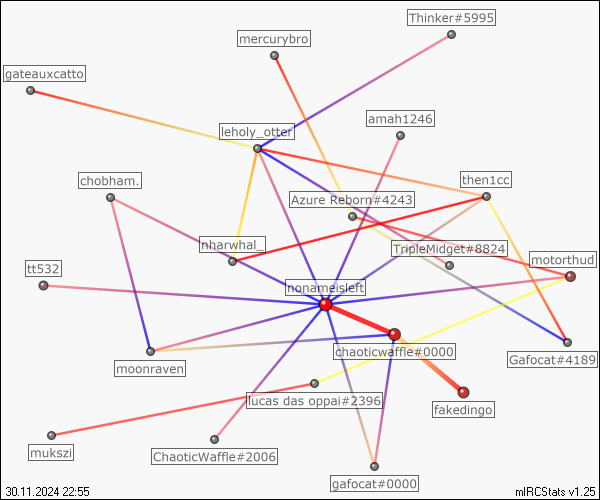 Thinker#5995
mercurybro
gateauxcatto
amah1246
leholy_otter
chobham.
then1cc
Azure Reborn#4243
nharwhal_
TripleMidget#8824
motorthud
tt532
nonameisleft
chaoticwaffle#0000
Gafocat#4189
moonraven
lucas das oppai#2396
fakedingo
mukszi
ChaoticWaffle#2006
gafocat#0000
30.11.2024 22:55
mIRCStats v1.25